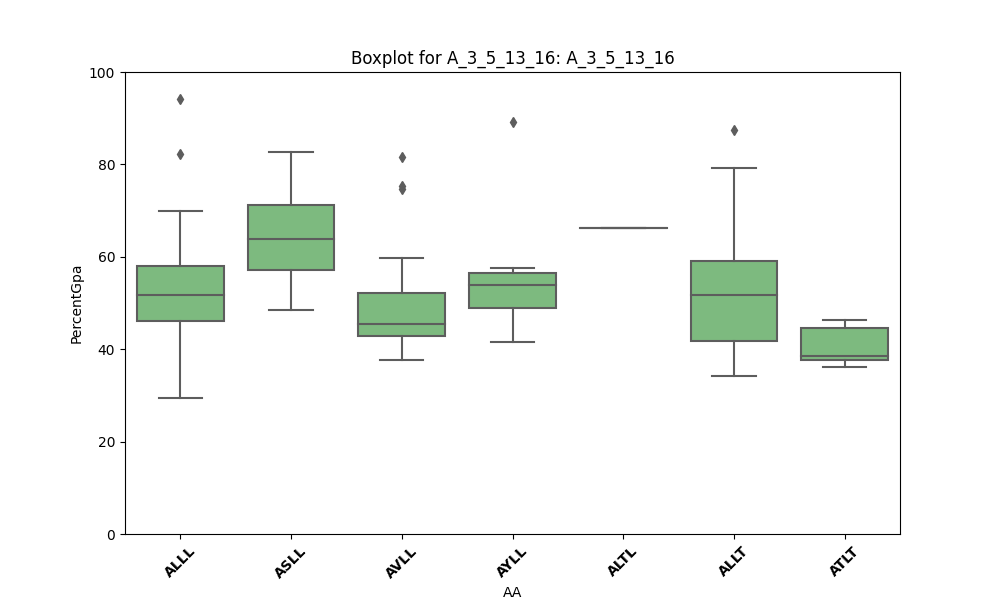 Boxplot for A_3_5_13_16: A_3_5_13_16
100
80
60
40
20
0
PercentGpa
ALLL
ASLL
AVLL
AYLL
ALTL
ALLT
ATLT
AA